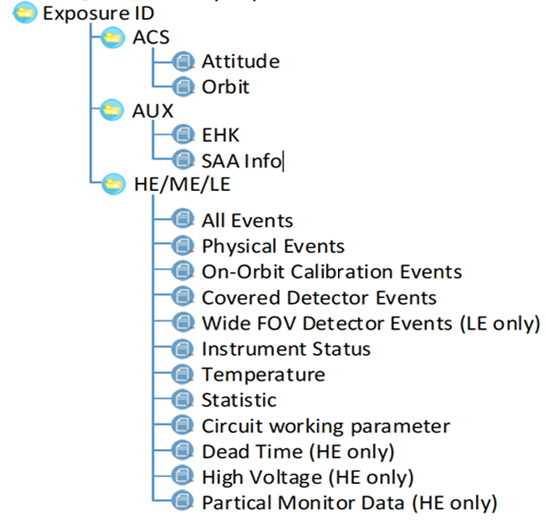 Exposure ID
ACS
Attitude
Orbit
AUX
EHK
SAA Info
HE/ME/LE
All Events
Physical Events
On-Orbit Calibration Events
Covered Detector Events
Wide FOV Detector Events (LE only)
Instrument Status
Temperature
Statistic
Circuit working parameter
Dead Time (HE only)
High Voltage (HE only)
Partical Monitor Data (HE only)